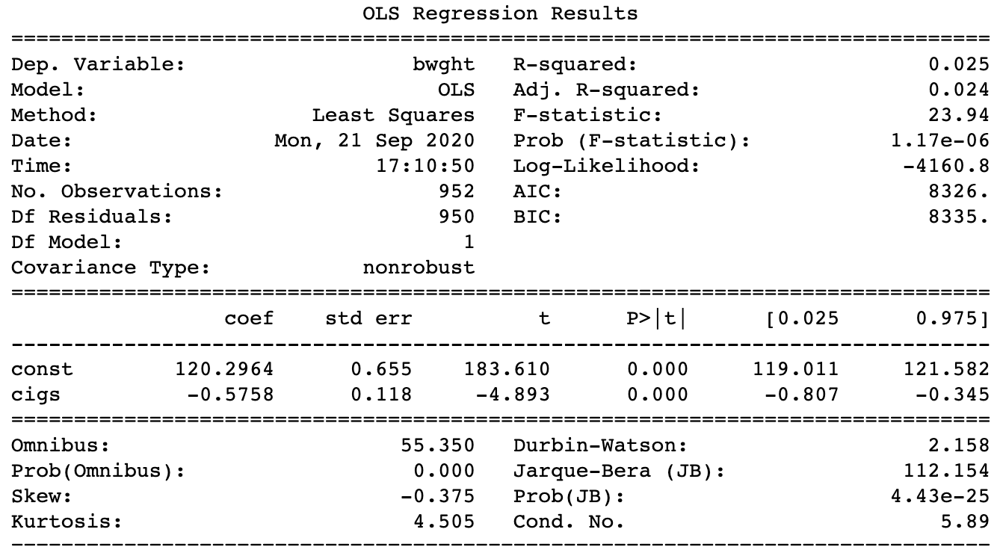 OLS Regression Results
==============================================================================
Dep. Variable:                  bwght   R-squared:                       0.025
Model:                            OLS   Adj. R-squared:                  0.024
Method:                 Least Squares   F-statistic:                     23.94
Date:                Mon, 21 Sep 2020   Prob (F-statistic):           1.17e-06
Time:                        17:10:50   Log-Likelihood:                -4160.8
No. Observations:                 952   AIC:                             8326.
Df Residuals:                     950   BIC:                             8335.
Df Model:                           1
Covariance Type:            nonrobust
==============================================================================
                 coef    std err          t      P>|t|      [0.025      0.975]
------------------------------------------------------------------------------
const        120.2964      0.655    183.610      0.000     119.011     121.582
cigs          -0.5758      0.118     -4.893      0.000      -0.807      -0.345
==============================================================================
Omnibus:                       55.350   Durbin-Watson:                   2.158
Prob(Omnibus):                  0.000   Jarque-Bera (JB):              112.154
Skew:                          -0.375   Prob(JB):                     4.43e-25
Kurtosis:                       4.505   Cond. No.                         5.89
------------------------------------------------------------------------------